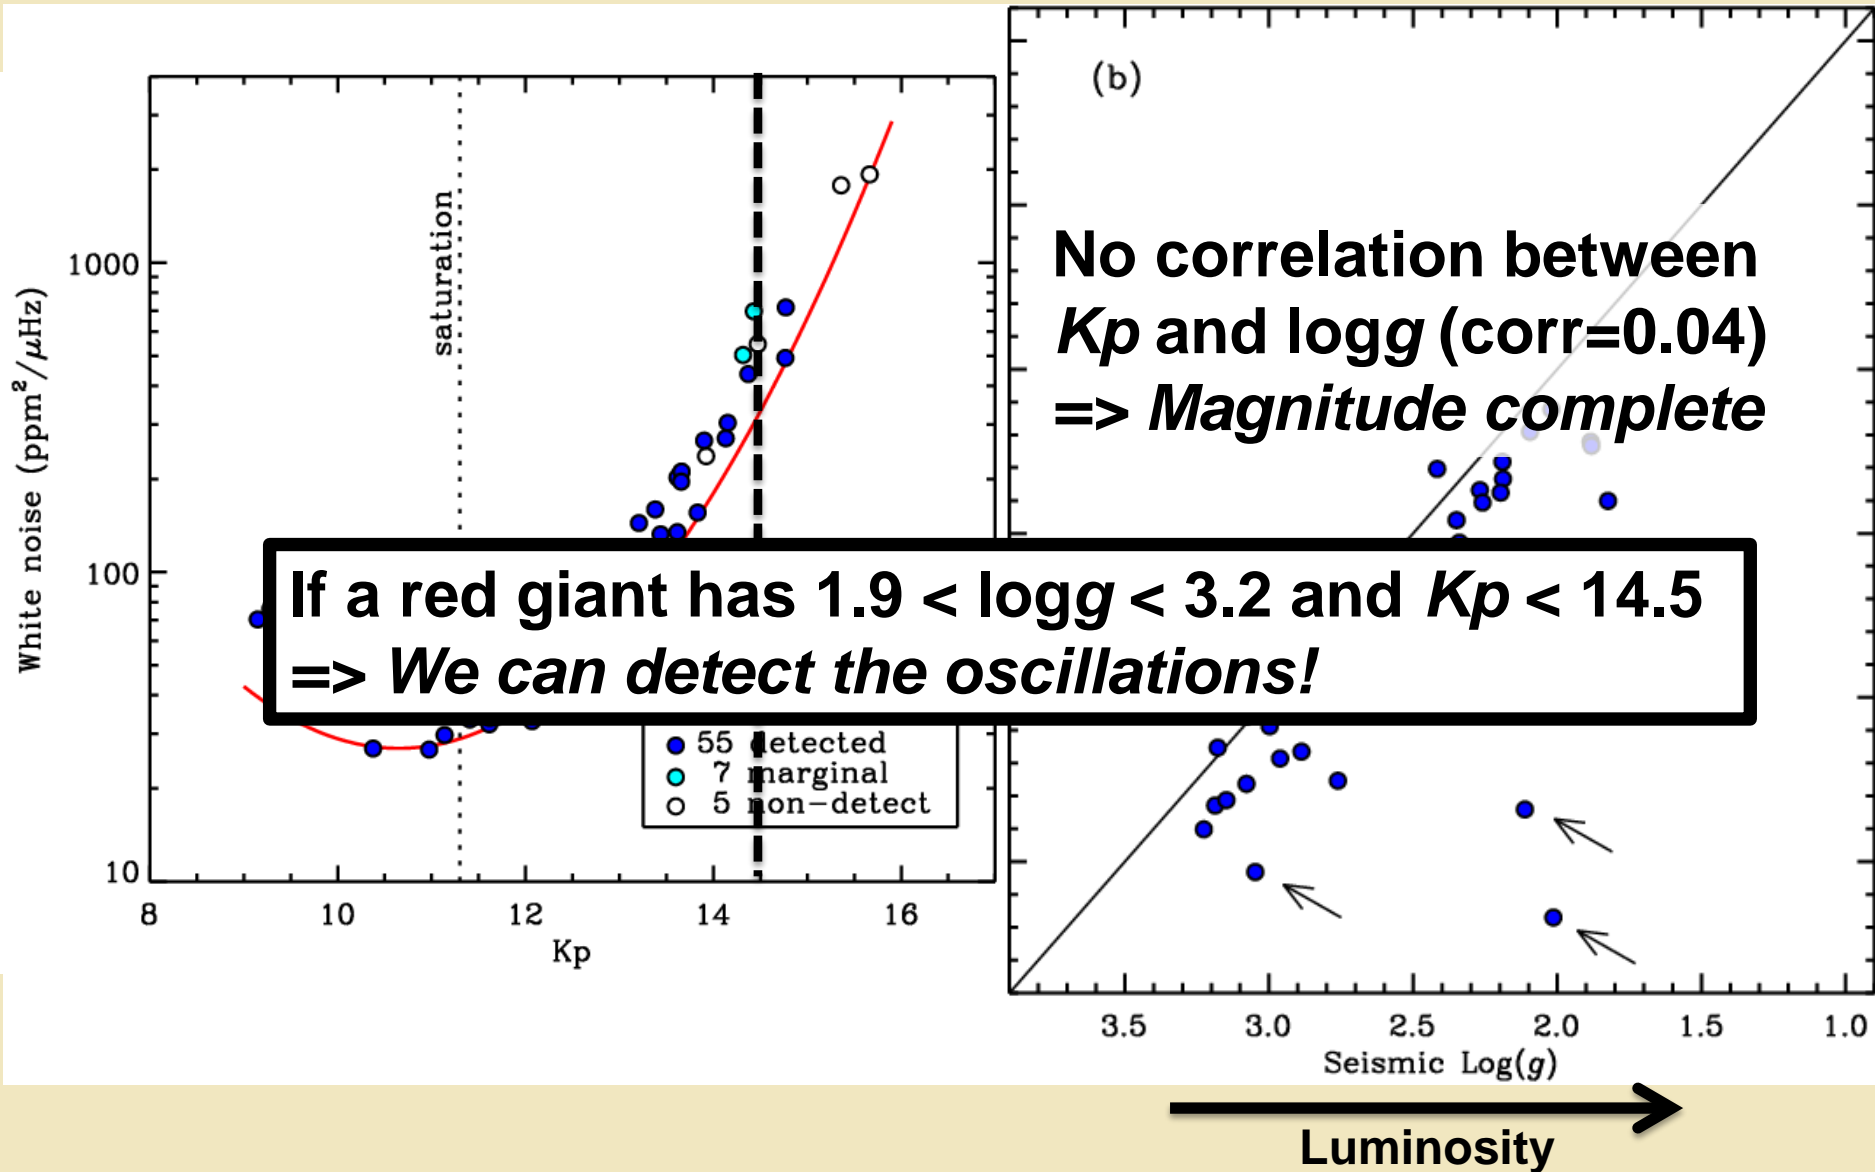 White noise (ppm²/μHz)
1000
100
10
saturation
55 detected
7 marginal
5 non-detect
8 10 12 14 16
Kp
(b)
No correlation between
Kp and logg (corr=0.04)
=> Magnitude complete
If a red giant has 1.9 < logg < 3.2 and Kp < 14.5
=> We can detect the oscillations!
3.5 3.0 2.5 2.0 1.5 1.0
Seismic Log(g)
Luminosity